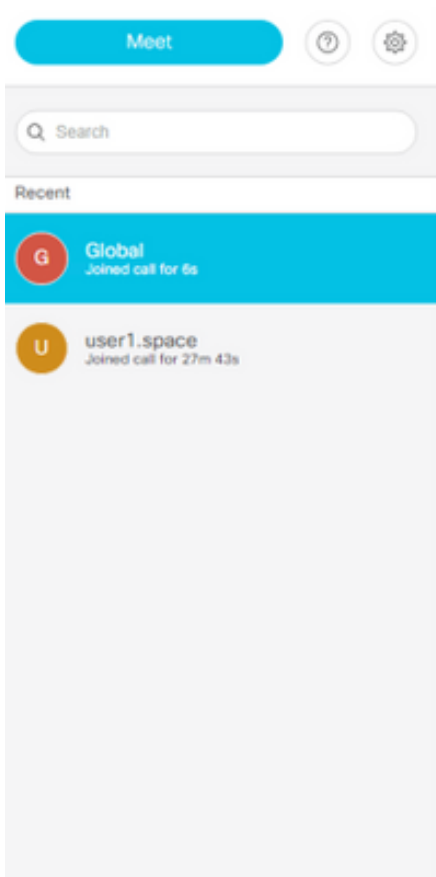 Meet
Search
Recent
G
Global
Joined call for 6s
U
user1.space
Joined call for 27m 43s